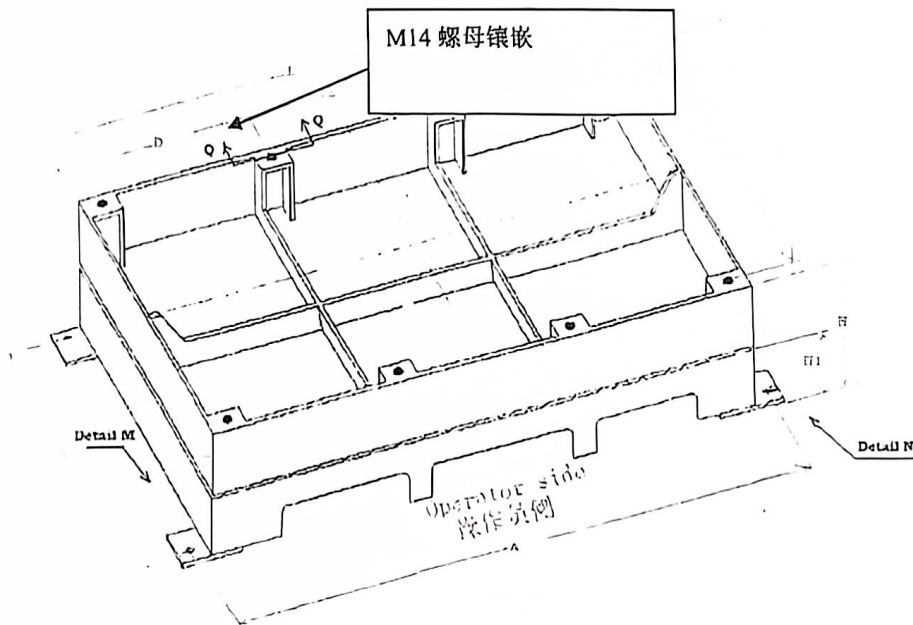 M14 螺母镶嵌
D
Q
Q
H
F
H1
Detail M
Detail N
Operator side
操作员侧
A